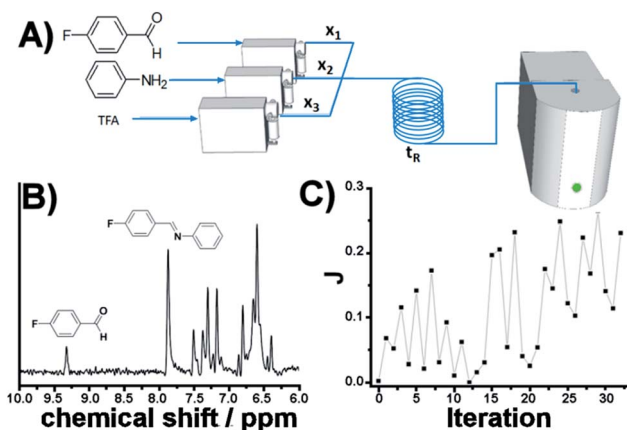 A)
F
O
H
x1
NH2
x2
TFA
x3
tR
B)
F
N
F
O
H
10.0 9.5 9.0 8.5 8.0 7.5 7.0 6.5 6.0
chemical shift / ppm
C)
0.3
0.2
0.1
0.0
J
0 5 10 15 20 25 30
Iteration